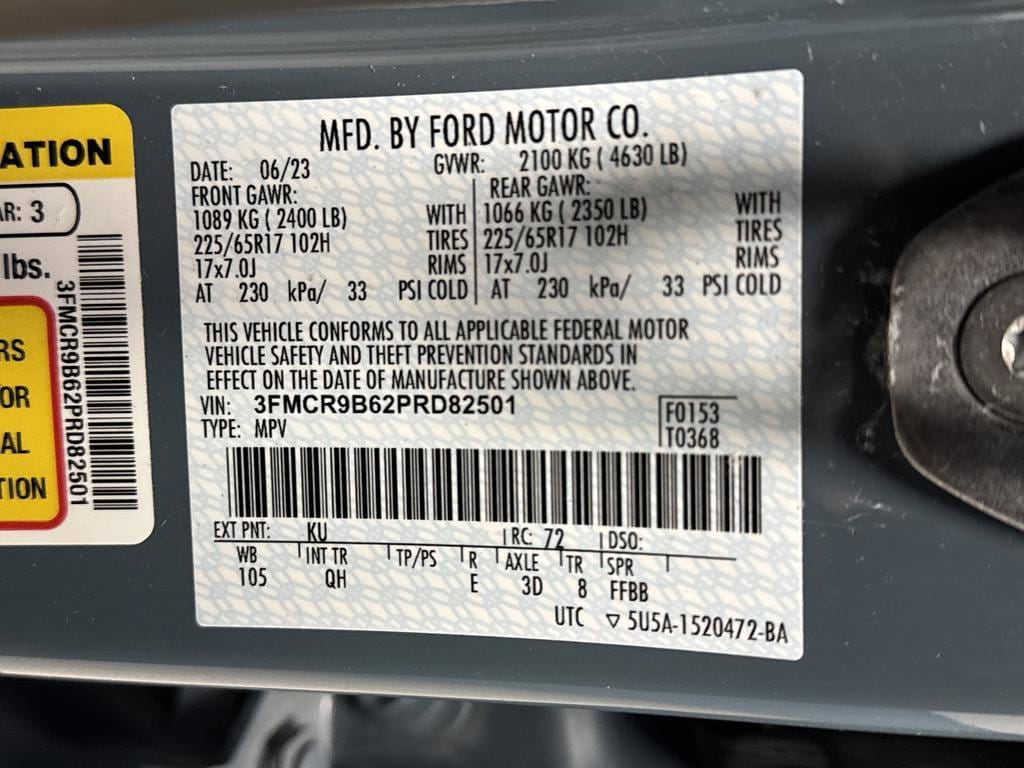 ATION
AR: 3
lbs.
RS
OR
AL
TION
3FMCR9B62PRD82501
MFD. BY FORD MOTOR CO.
DATE: 06/23 GVWR: 2100 KG ( 4630 LB)
FRONT GAWR: REAR GAWR:
1089 KG ( 2400 LB) WITH 1066 KG ( 2350 LB) WITH
225/65R17 102H TIRES 225/65R17 102H TIRES
17x7.0J RIMS 17x7.0J RIMS
AT 230 kPa/ 33 PSI COLD AT 230 kPa/ 33 PSI COLD
THIS VEHICLE CONFORMS TO ALL APPLICABLE FEDERAL MOTOR
VEHICLE SAFETY AND THEFT PREVENTION STANDARDS IN
EFFECT ON THE DATE OF MANUFACTURE SHOWN ABOVE.
VIN: 3FMCR9B62PRD82501
F0153
TYPE: MPV
T0368
EXT PNT: KU RC: 72 DSO:
WB INT TR TP/PS R AXLE TR SPR
105 QH E 3D 8 FFBB
UTC ▽ 5U5A-1520472-BA